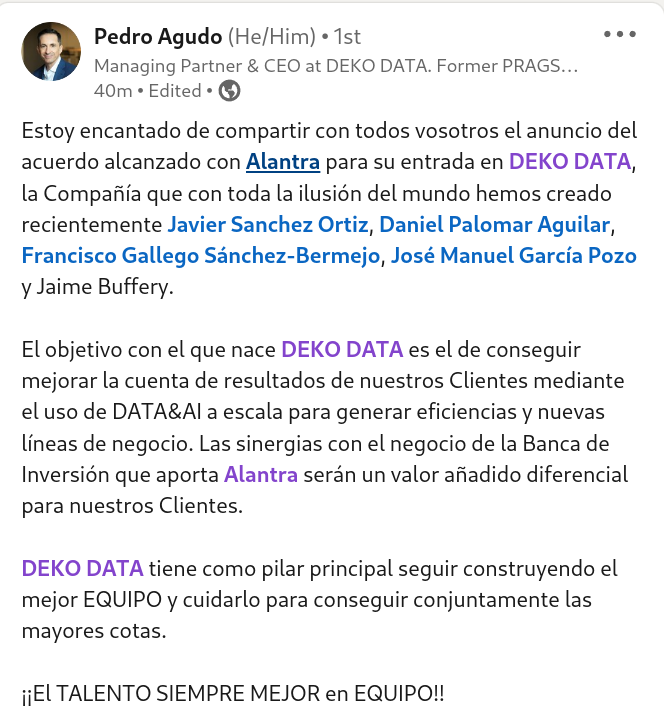 Pedro Agudo (He/Him) • 1st
Managing Partner & CEO at DEKO DATA. Former PRAGS...
40m • Edited •
Estoy encantado de compartir con todos vosotros el anuncio del
acuerdo alcanzado con Alantra para su entrada en DEKO DATA,
la Compañía que con toda la ilusión del mundo hemos creado
recientemente Javier Sanchez Ortiz, Daniel Palomar Aguilar,
Francisco Gallego Sánchez-Bermejo, José Manuel García Pozo
y Jaime Buffery.
El objetivo con el que nace DEKO DATA es el de conseguir
mejorar la cuenta de resultados de nuestros Clientes mediante
el uso de DATA&AI a escala para generar eficiencias y nuevas
líneas de negocio. Las sinergias con el negocio de la Banca de
Inversión que aporta Alantra serán un valor añadido diferencial
para nuestros Clientes.
DEKO DATA tiene como pilar principal seguir construyendo el
mejor EQUIPO y cuidarlo para conseguir conjuntamente las
mayores cotas.
¡¡El TALENTO SIEMPRE MEJOR en EQUIPO!!